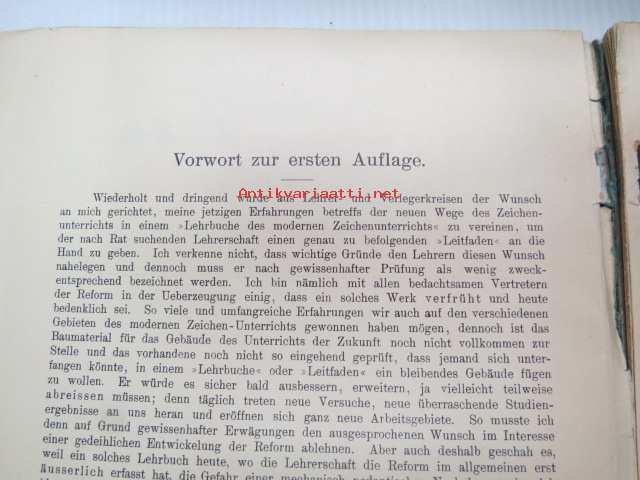 Vorwort zur ersten Auflage.
Antikvariaatti.net
Wiederholt und dringend wurde aus Lehrer- und Verlegerkreisen der Wunsch
an mich gerichtet, meine jetzigen Erfahrungen betreffs der neuen Wege des Zeichen-
unterrichts in einem »Lehrbuche des modernen Zeichenunterrichts« zu vereinen, um
der nach Rat suchenden Lehrerschaft einen genau zu befolgenden »Leitfaden« an die
Hand zu geben. Ich verkenne nicht, dass wichtige Gründe den Lehrern diesen Wunsch
nahelegen und dennoch muss er nach gewissenhafter Prüfung als wenig zweck-
entsprechend bezeichnet werden. Ich bin nämlich mit allen bedachtsamen Vertretern
der Reform in der Ueberzeugung einig, dass ein solches Werk verfrüht und heute
bedenklich sei. So viele und umfangreiche Erfahrungen wir auch auf den verschiedenen
Gebieten des modernen Zeichen-Unterrichts gewonnen haben mögen, dennoch ist das
Baumaterial für das Gebäude des Unterrichts der Zukunft noch nicht vollkommen zur
Stelle und das vorhandene noch nicht so eingehend geprüft, dass jemand sich unter-
fangen könnte, in einem »Lehrbuche« oder »Leitfaden« ein bleibendes Gebäude fügen
zu wollen. Er würde es sicher bald ausbessern, erweitern, ja vielleicht teilweise
abreissen müssen; denn täglich treten neue Versuche, neue überraschende Studien-
ergebnisse an uns heran und eröffnen sich ganz neue Arbeitsgebiete. So musste ich
denn auf Grund gewissenhafter Erwägungen den ausgesprochenen Wunsch im Interesse
einer gedeihlichen Entwickelung der Reform ablehnen. Aber auch deshalb geschah es,
weil ein solches Lehrbuch heute, wo die Lehrerschaft die Reform im allgemeinen erst
äusserlich erfasst hat, die Gefahr einer mechanisch